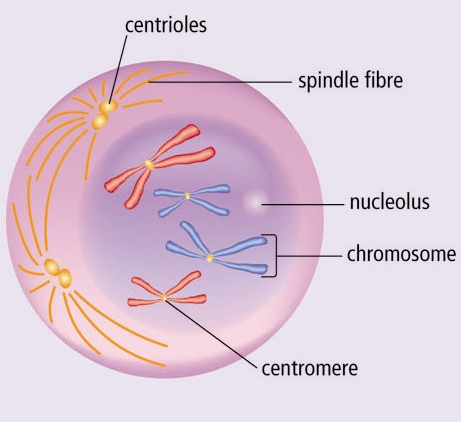 centrioles
spindle fibre
nucleolus
chromosome
centromere